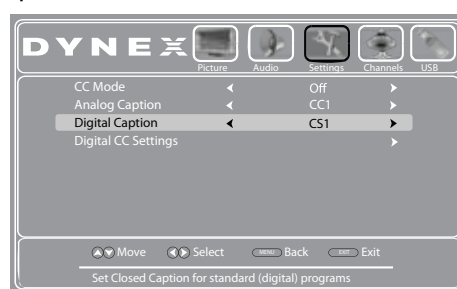 DYNEX
Picture Audio Settings Channels USB
CC Mode Off
Analog Caption CC1
Digital Caption CS1
Digital CC Settings
Move Select MENU Back EXIT Exit
Set Closed Caption for standard (digital) programs